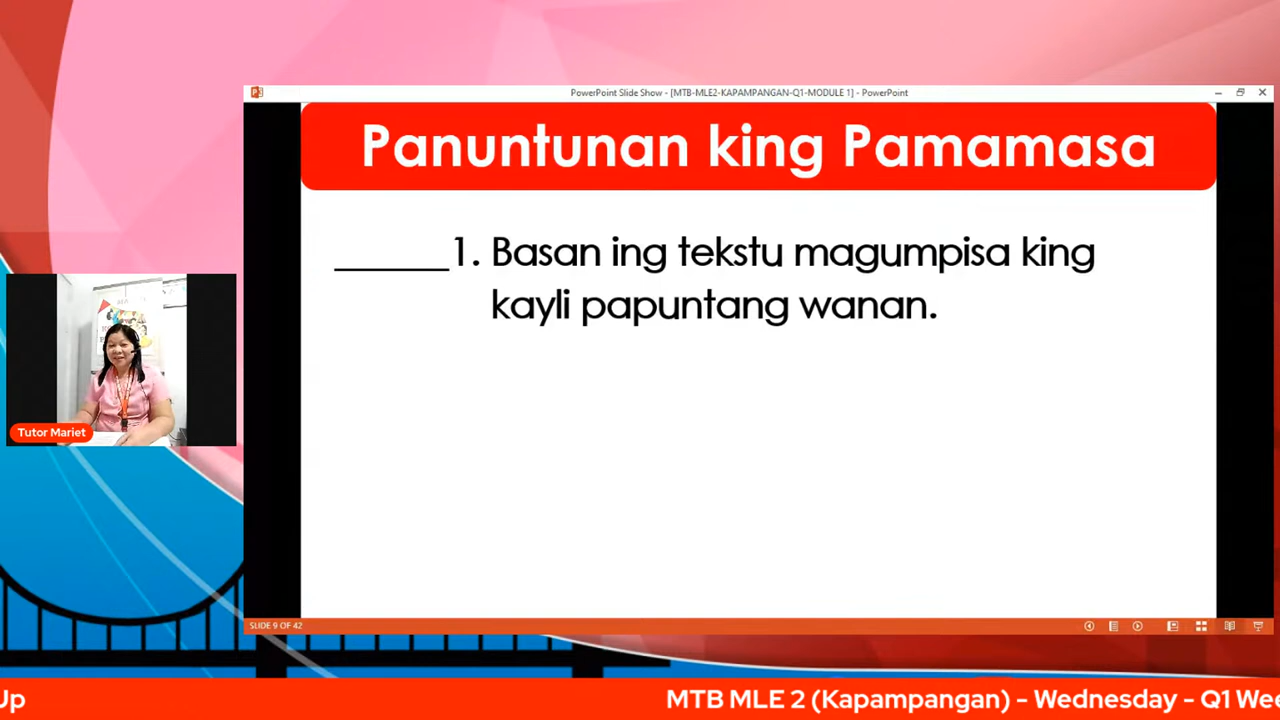 PowerPoint Slide Show - [MTB-MLE2-KAPAMPANGAN-Q1-MODULE 1] - PowerPoint
Panuntunan king Pamamasa
______1. Basan ing tekstu magumpisa king
kayli papuntang wanan.
Tutor Mariet
SLIDE 9 OF 42
Up
MTB MLE 2 (Kapampangan) - Wednesday - Q1